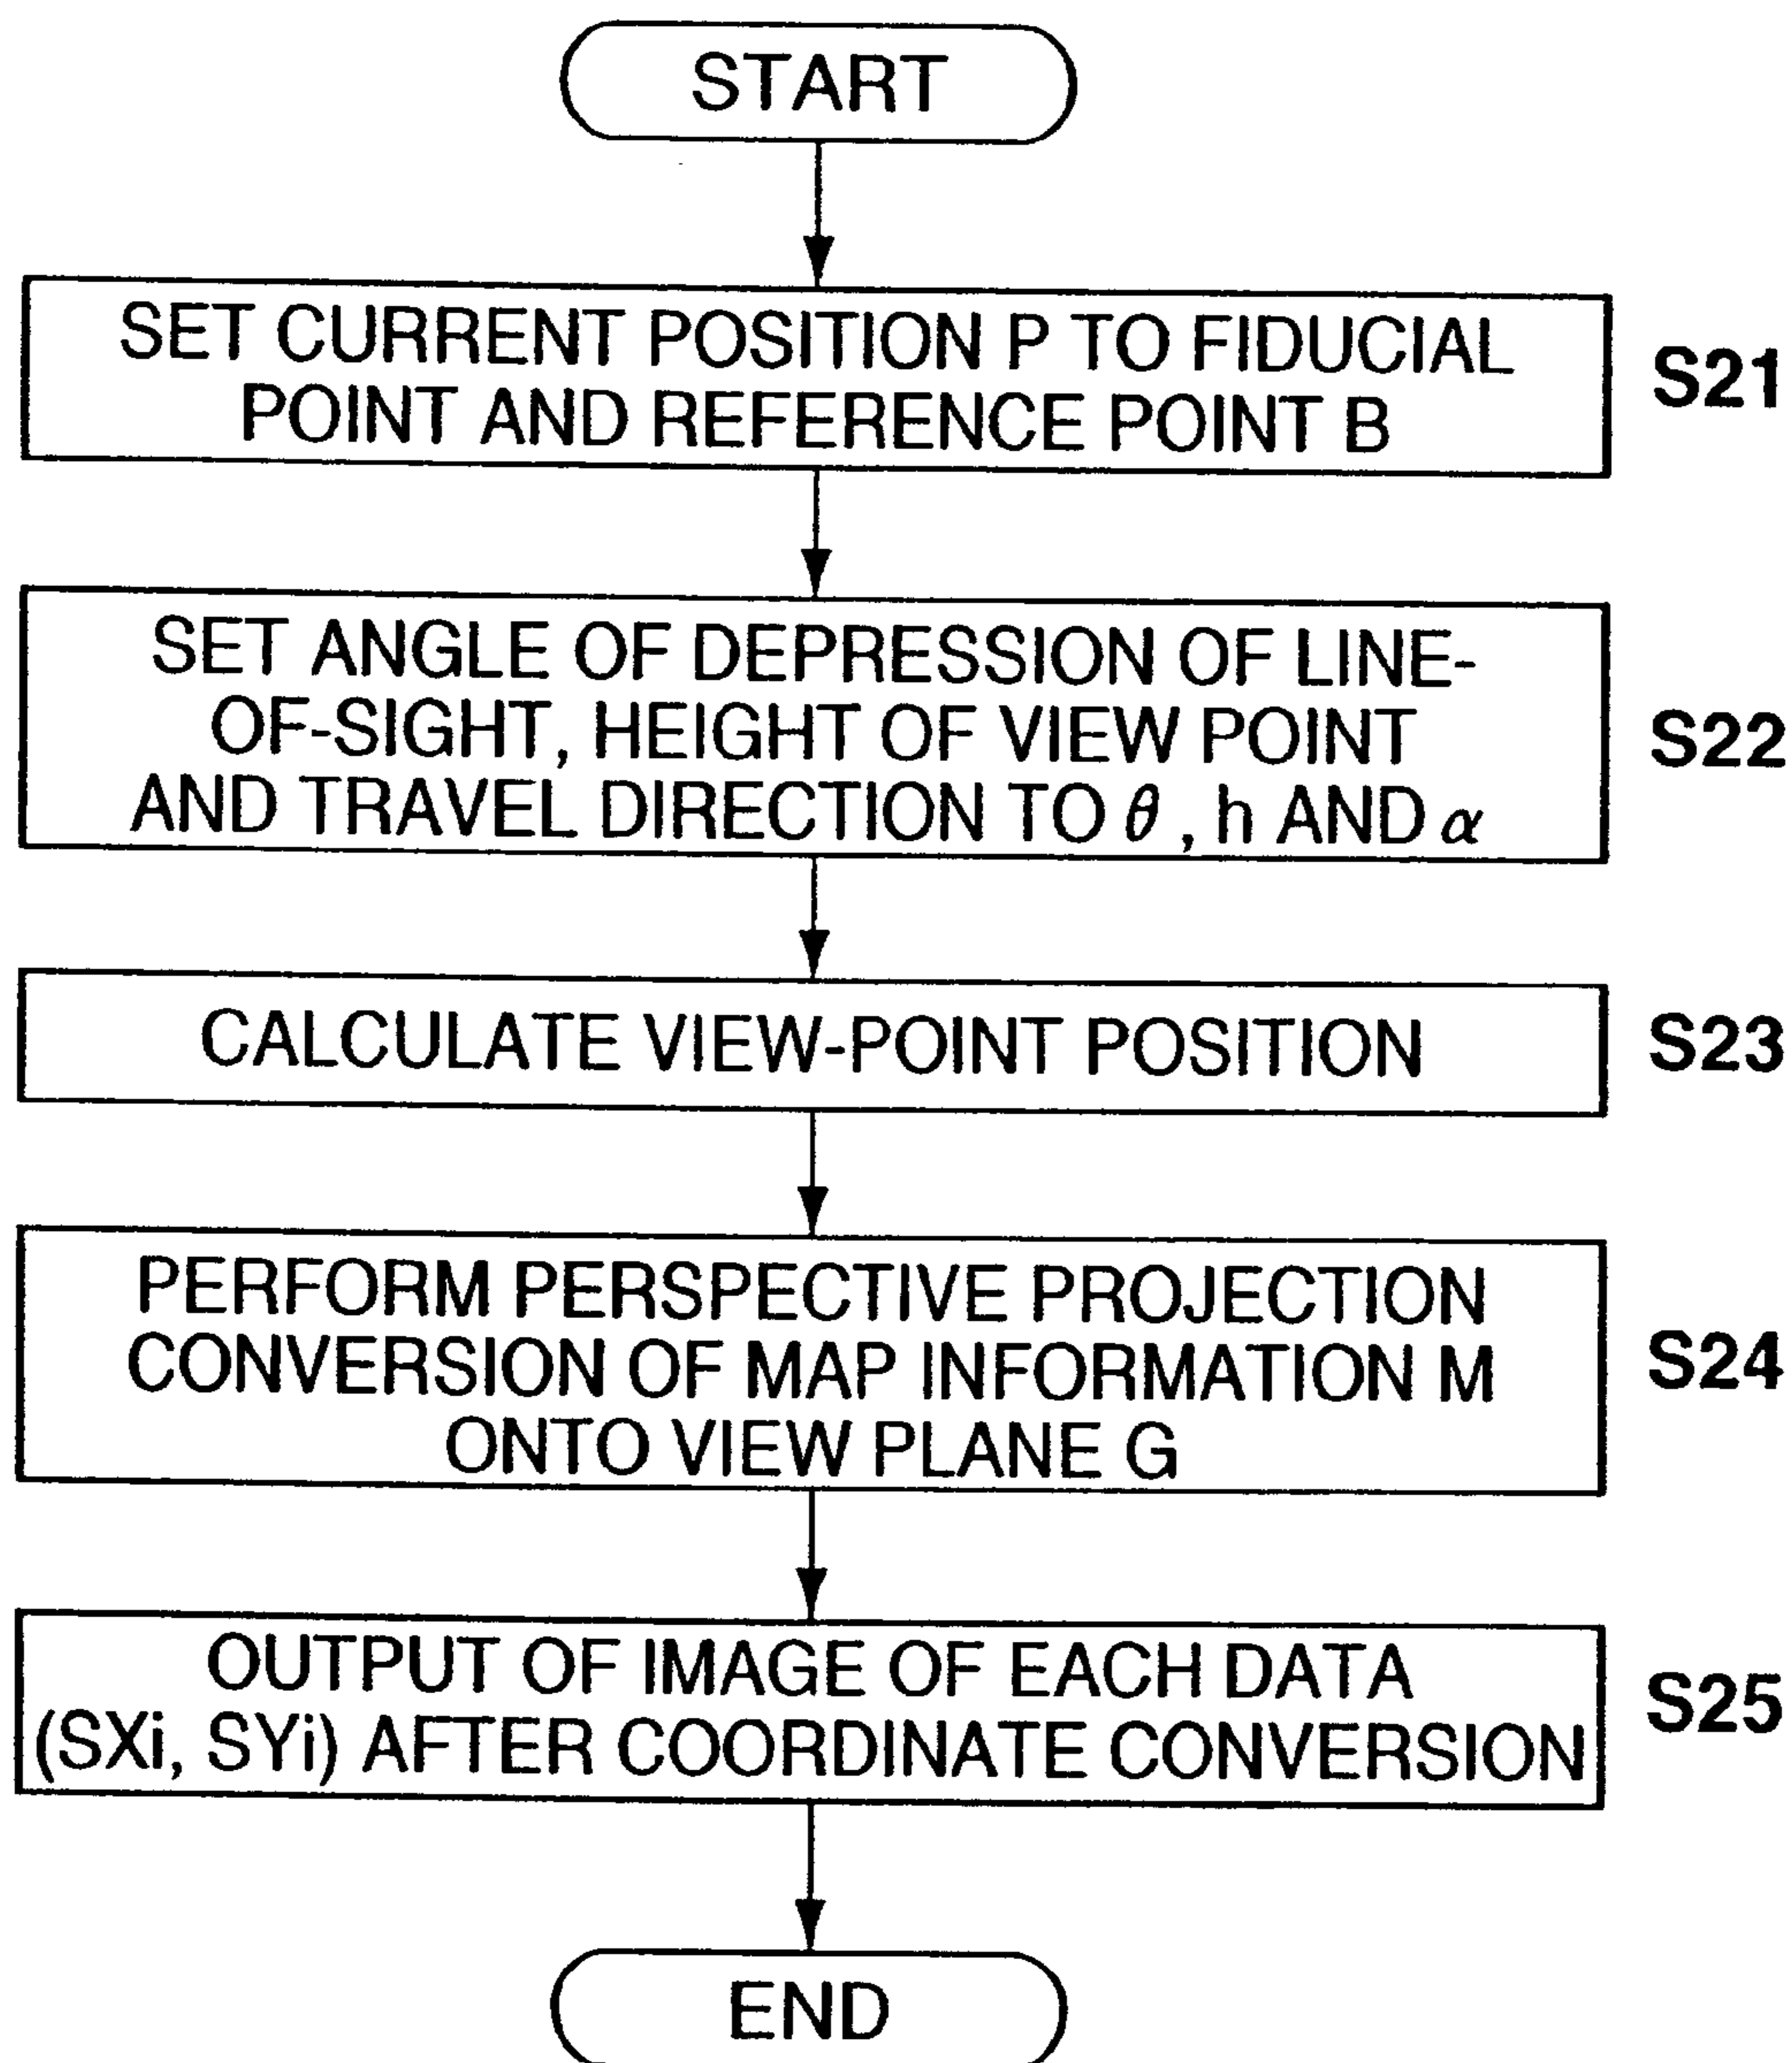 START
SET CURRENT POSITION P TO FIDUCIAL
POINT AND REFERENCE POINT B
S21
SET ANGLE OF DEPRESSION OF LINE-
OF-SIGHT, HEIGHT OF VIEW POINT
AND TRAVEL DIRECTION TO θ, h AND α
S22
CALCULATE VIEW-POINT POSITION
S23
PERFORM PERSPECTIVE PROJECTION
CONVERSION OF MAP INFORMATION M
ONTO VIEW PLANE G
S24
OUTPUT OF IMAGE OF EACH DATA
(SXi, SYi) AFTER COORDINATE CONVERSION
S25
END